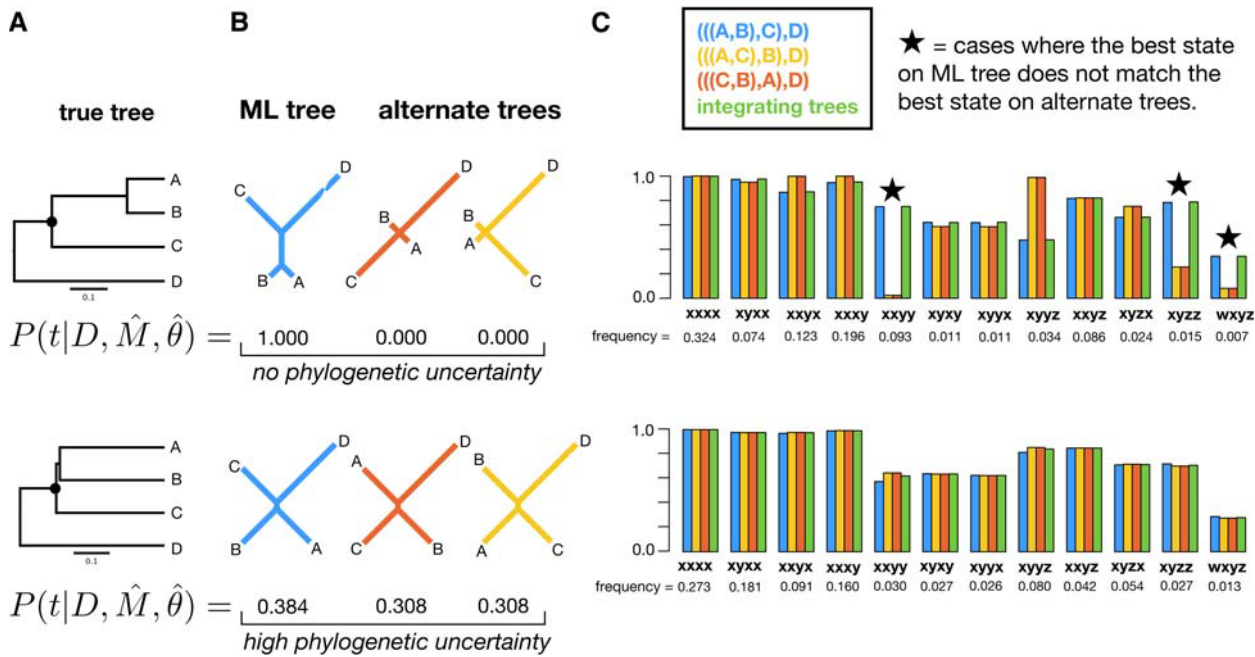 A
B
C
(((A,B),C),D)
(((A,C),B),D)
(((C,B),A),D)
integrating trees
★ = cases where the best state
on ML tree does not match the
best state on alternate trees.
true tree
ML tree
alternate trees
A
B
C
D
0.1
C
D
B
A
D
B
A
C
D
B
A
C
1.0
0.0
xxxx xyxx xxyx xxxy xxyy xyxy xyyx xyyz xxyz xyzx xyzz wxyz
frequency = 0.324 0.074 0.123 0.196 0.093 0.011 0.011 0.034 0.086 0.024 0.015 0.007
P(t|D, M̂, θ̂) = 1.000 0.000 0.000
no phylogenetic uncertainty
A
B
C
D
0.1
C
D
B
A
A
D
C
B
B
D
A
C
1.0
0.0
xxxx xyxx xxyx xxxy xxyy xyxy xyyx xyyz xxyz xyzx xyzz wxyz
frequency = 0.273 0.181 0.091 0.160 0.030 0.027 0.026 0.080 0.042 0.054 0.027 0.013
P(t|D, M̂, θ̂) = 0.384 0.308 0.308
high phylogenetic uncertainty